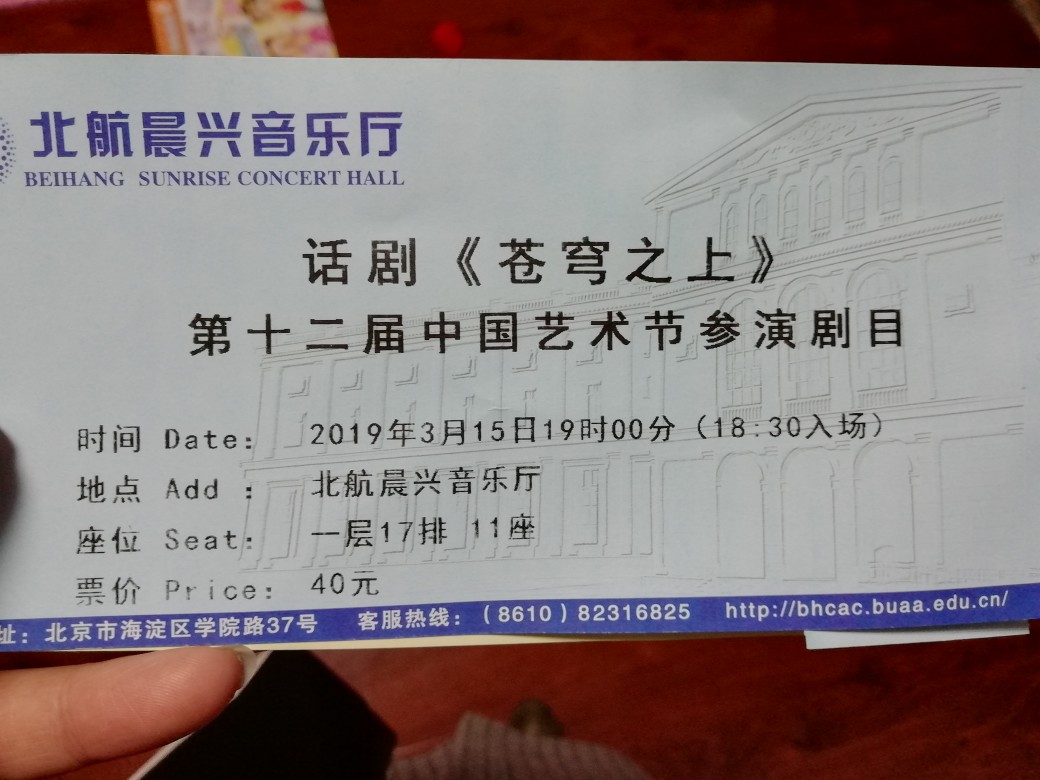 北航晨兴音乐厅
BEIHANG SUNRISE CONCERT HALL
话剧《苍穹之上》
第十二届中国艺术节参演剧目
时间 Date: 2019年3月15日19时00分（18:30入场）
地点 Add : 北航晨兴音乐厅
座位 Seat: 一层17排 11座
票价 Price: 40元
址：北京市海淀区学院路37号 客服热线：（8610）82316825 http://bhcac.buaa.edu.cn/